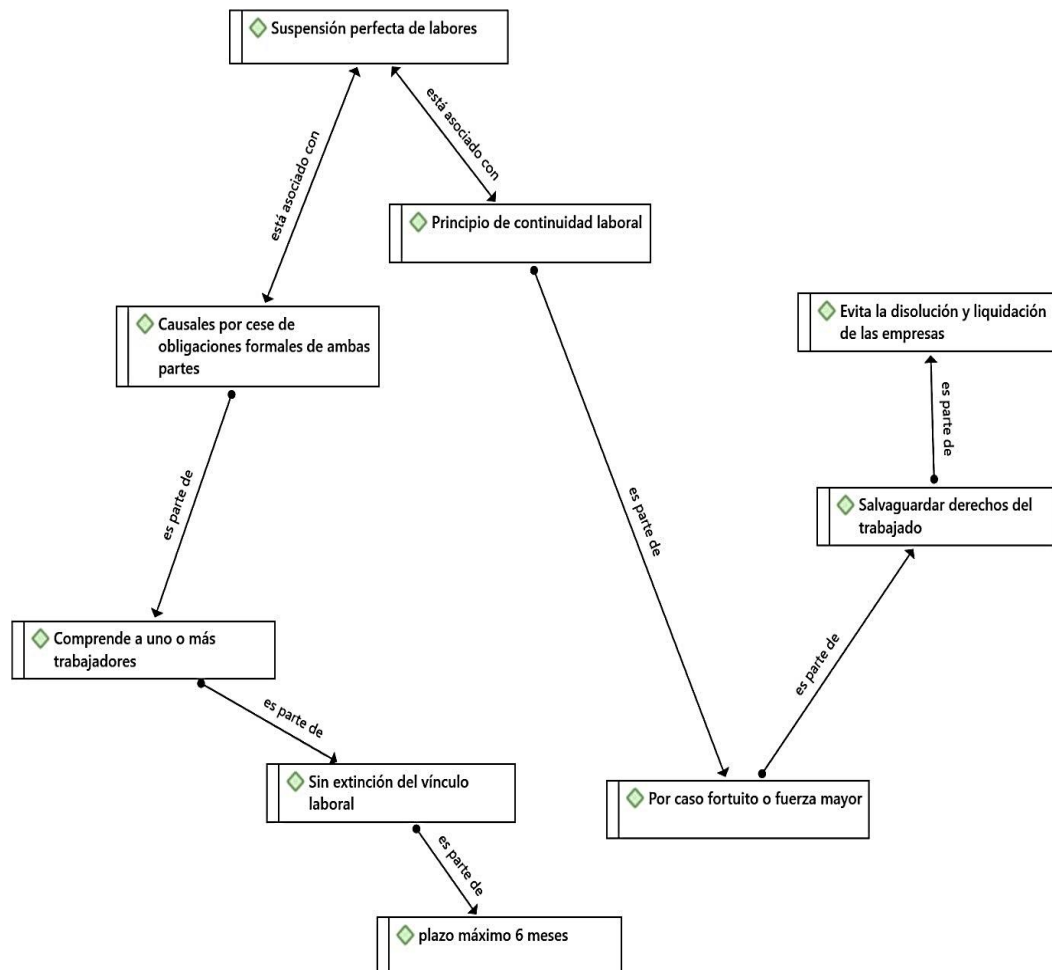 Suspensión perfecta de labores
está asociado con
está asociado con
Principio de continuidad laboral
Causales por cese de
obligaciones formales de ambas
partes
Evita la disolución y liquidación
de las empresas
es parte de
es parte de
es parte de
Salvaguardar derechos del
trabajado
Comprende a uno o más
trabajadores
es parte de
es parte de
Sin extinción del vínculo
laboral
Por caso fortuito o fuerza mayor
es parte de
plazo máximo 6 meses